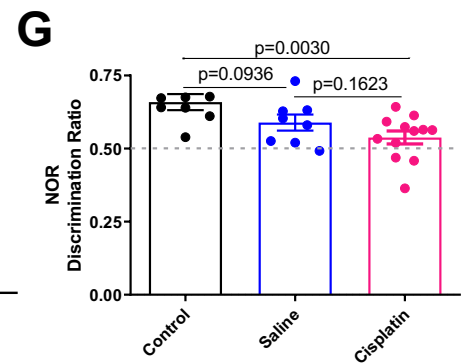 G
p=0.0030
p=0.0936
p=0.1623
NOR
Discrimination Ratio
0.75
0.50
0.25
0.00
Control
Saline
Cisplatin